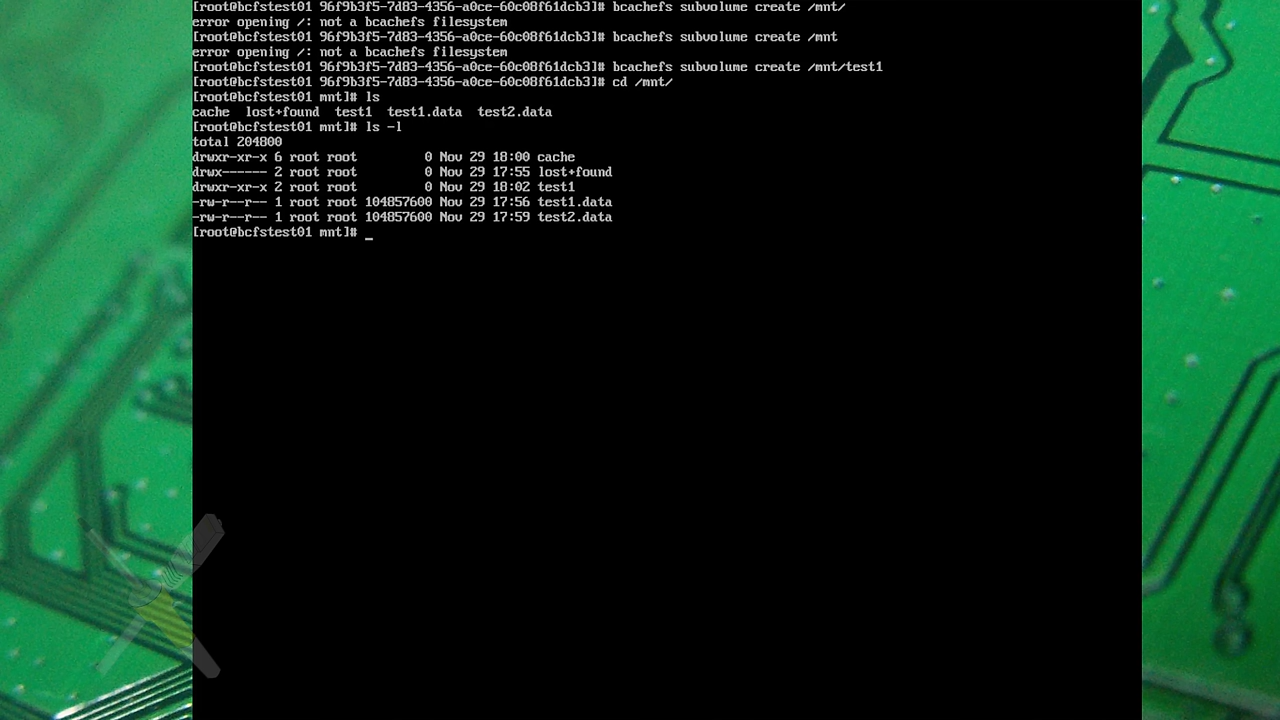 [root@bcfstest01 96f9b3f5-7d83-4356-a0ce-60c08f61dcb3]# bcachefs subvolume create /mnt/
error opening /: not a bcachefs filesystem
[root@bcfstest01 96f9b3f5-7d83-4356-a0ce-60c08f61dcb3]# bcachefs subvolume create /mnt
error opening /: not a bcachefs filesystem
[root@bcfstest01 96f9b3f5-7d83-4356-a0ce-60c08f61dcb3]# bcachefs subvolume create /mnt/test1
[root@bcfstest01 96f9b3f5-7d83-4356-a0ce-60c08f61dcb3]# cd /mnt/
[root@bcfstest01 mnt]# ls
cache  lost+found  test1  test1.data  test2.data
[root@bcfstest01 mnt]# ls -l
total 204800
drwxr-xr-x 6 root root         0 Nov 29 18:00 cache
drwx------ 2 root root         0 Nov 29 17:55 lost+found
drwxr-xr-x 2 root root         0 Nov 29 18:02 test1
-rw-r--r-- 1 root root 104857600 Nov 29 17:56 test1.data
-rw-r--r-- 1 root root 104857600 Nov 29 17:59 test2.data
[root@bcfstest01 mnt]# _